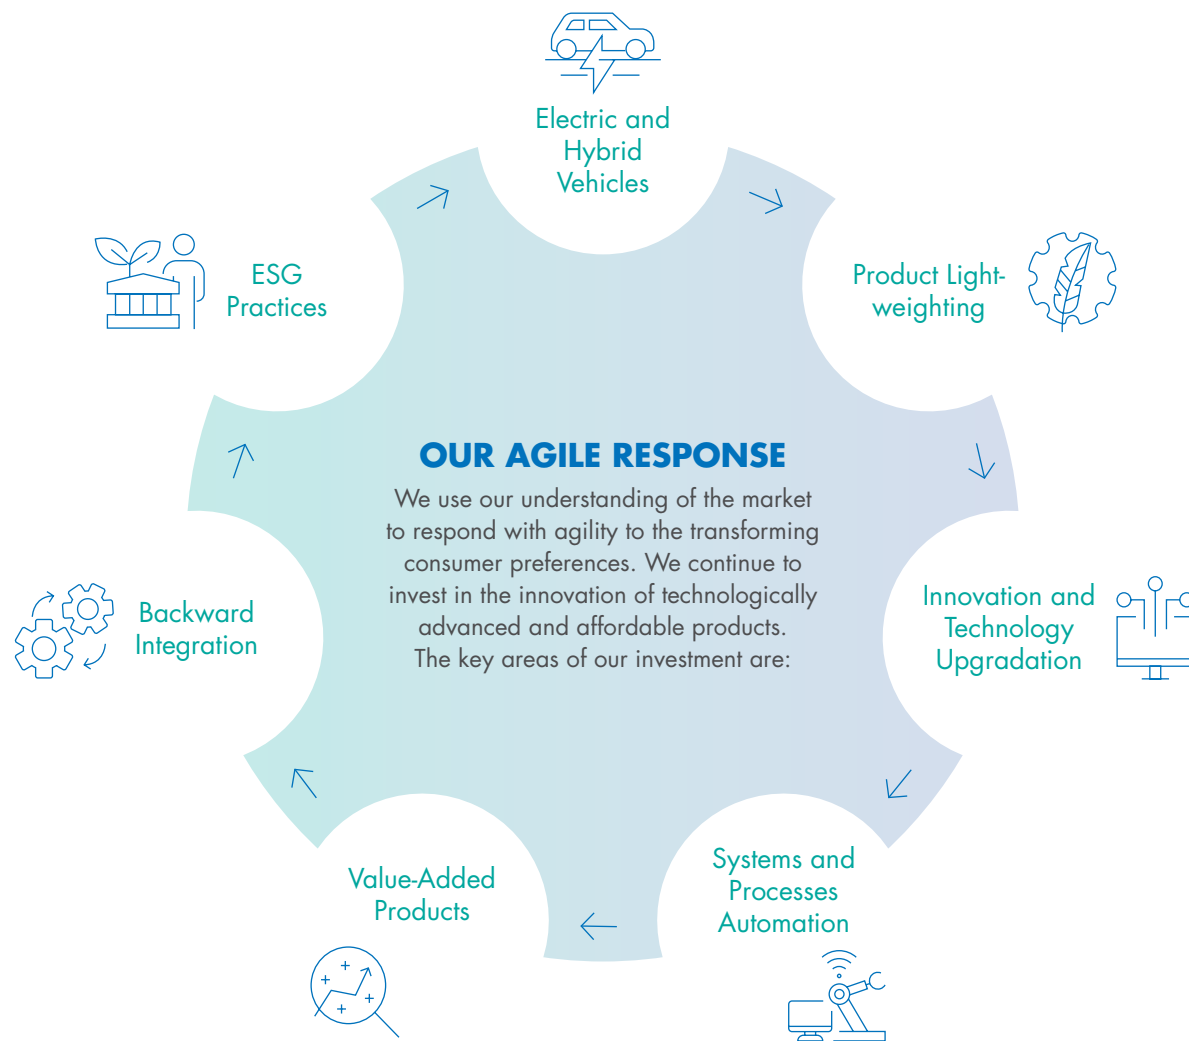 Electric and
Hybrid
Vehicles
Product Light-
weighting
Innovation and
Technology
Upgradation
Systems and
Processes
Automation
Value-Added
Products
Backward
Integration
ESG
Practices
OUR AGILE RESPONSE
We use our understanding of the market
to respond with agility to the transforming
consumer preferences. We continue to
invest in the innovation of technologically
advanced and affordable products.
The key areas of our investment are: